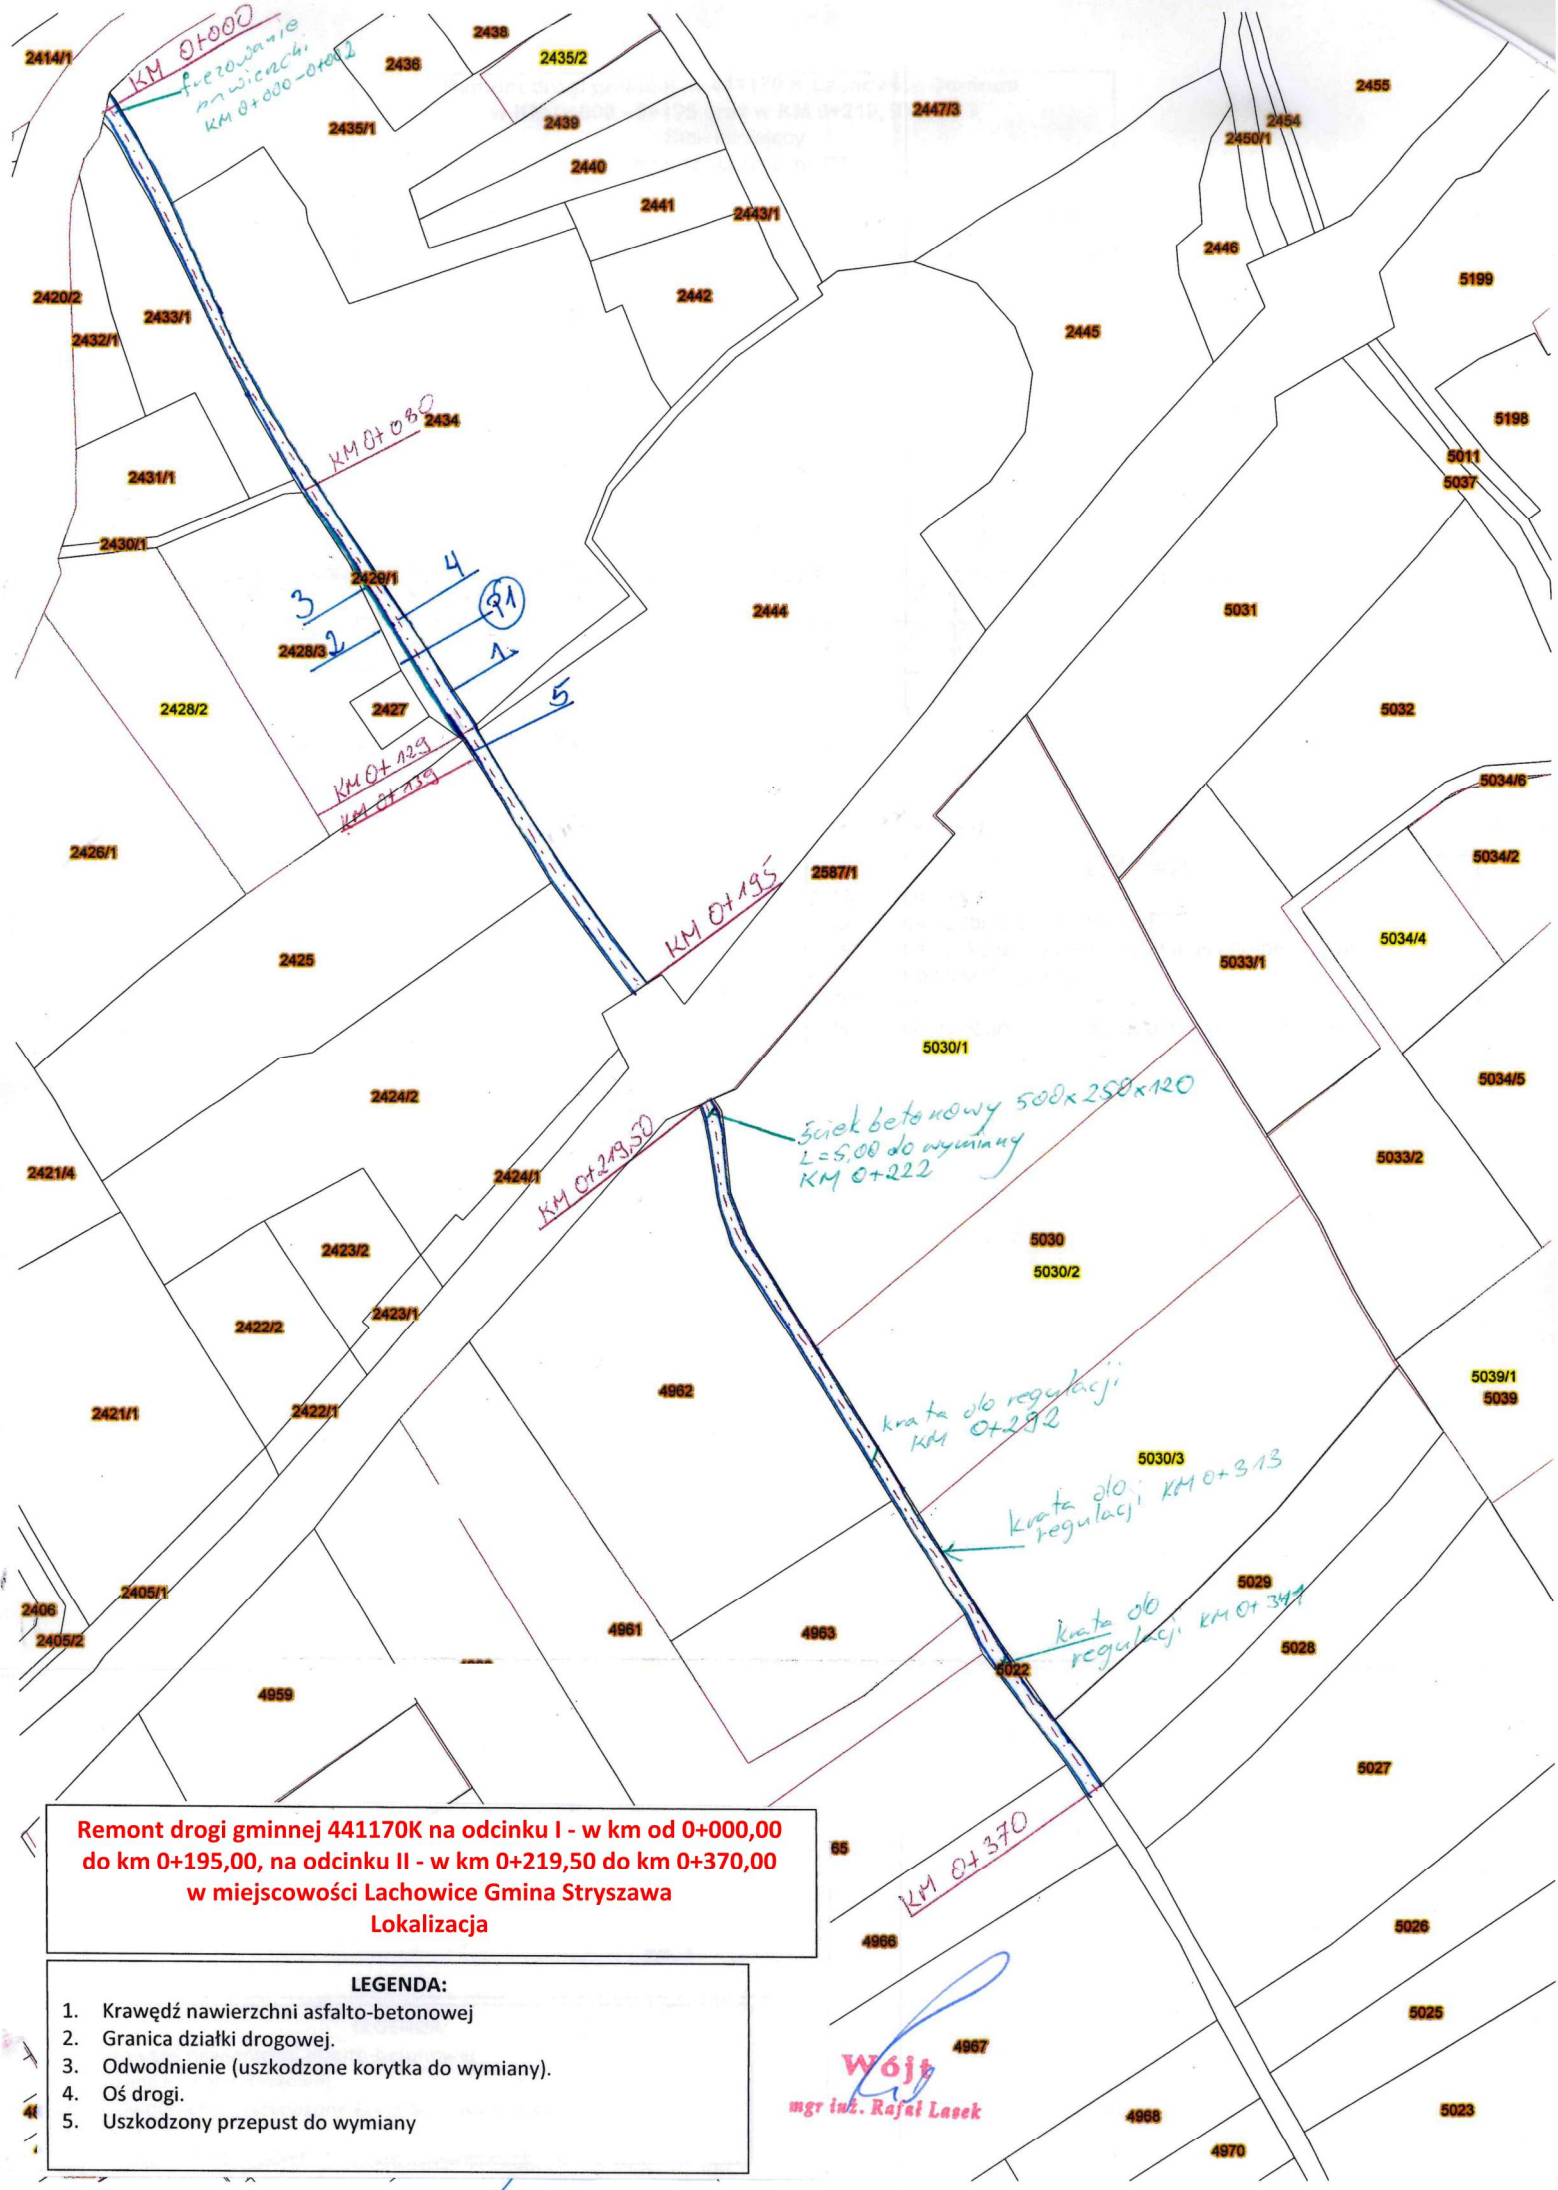 KM 0+000
frezowanie
nawierzchi
KM 0+000-0+002
2414/1
2438
2436
2435/2
2435/1
2439
2440
2441
2443/1
2442
2447/3
2455
2454
2450/1
2446
5199
2445
2420/2
2432/1
2433/1
KM 0+080
2434
2431/1
2430/1
5198
5011
5037
2429/1
4
3
P1
2428/3
2
1
5
2444
5031
2428/2
2427
5032
KM 0+129
KM 0+139
5034/6
2426/1
2587/1
5034/2
KM 0+195
5034/4
5033/1
2425
5030/1
2424/2
ściek betonowy 500x250x120
L=5,00 do wymiany
KM 0+222
5034/5
KM 0+219,50
2421/4
2424/1
5033/2
5030
2423/2
5030/2
2423/1
2422/2
4962
5039/1
5039
krata do regulacji
KM 0+292
2421/1
2422/1
5030/3
krata do
regulacji KM 0+313
2405/1
5029
2406
2405/2
krata do
regulacji KM 0+341
4961
4963
5028
5022
4959
5027
Remont drogi gminnej 441170K na odcinku I - w km od 0+000,00
do km 0+195,00, na odcinku II - w km 0+219,50 do km 0+370,00
w miejscowości Lachowice Gmina Stryszawa
Lokalizacja
65
KM 0+370
4966
5026
LEGENDA:
1. Krawędź nawierzchni asfalto-betonowej
2. Granica działki drogowej.
3. Odwodnienie (uszkodzone korytka do wymiany).
4. Oś drogi.
5. Uszkodzony przepust do wymiany
5025
4967
Wójt
mgr inż. Rafał Lasek
4968
5023
4970